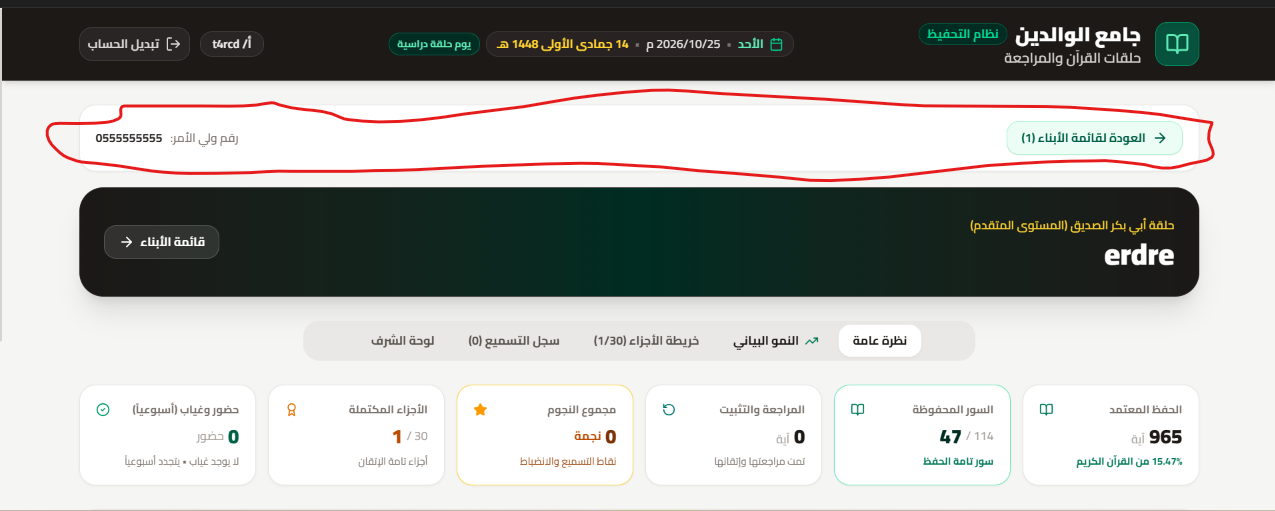 جامع الوالدين نظام التحفيظ
حلقات القرآن والمراجعة
الأحد • 2026/10/25 م • 14 جمادى الأولى 1448 هـ
يوم حلقة دراسية
أ/ t4rcd
تبديل الحساب
العودة لقائمة الأبناء (1)
رقم ولي الأمر: 0555555555
حلقة أبي بكر الصديق (المستوى المتقدم)
erdre
قائمة الأبناء
نظرة عامة
النمو البياني
خريطة الأجزاء (1/30)
سجل التسميع (0)
لوحة الشرف
الحفظ المعتمد
965 آية
15.47% من القرآن الكريم
السور المحفوظة
47 / 114
سور تامة الحفظ
المراجعة والتثبيت
0 آية
تمت مراجعتها وإتقانها
مجموع النجوم
0 نجمة
نقاط التسميع والانضباط
الأجزاء المكتملة
1 / 30
أجزاء تامة الإتقان
حضور وغياب (أسبوعياً)
0 حضور
لا يوجد غياب • يتجدد أسبوعياً